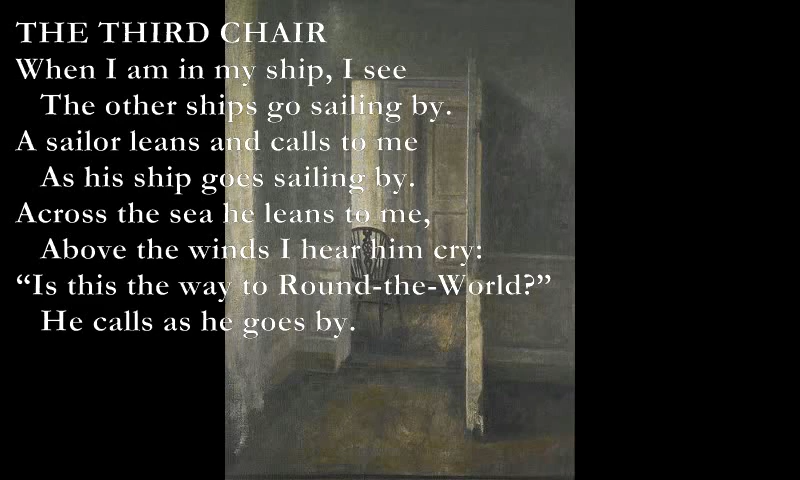 THE THIRD CHAIR
When I am in my ship, I see
The other ships go sailing by.
A sailor leans and calls to me
As his ship goes sailing by.
Across the sea he leans to me,
Above the winds I hear him cry:
“Is this the way to Round-the-World?”
He calls as he goes by.